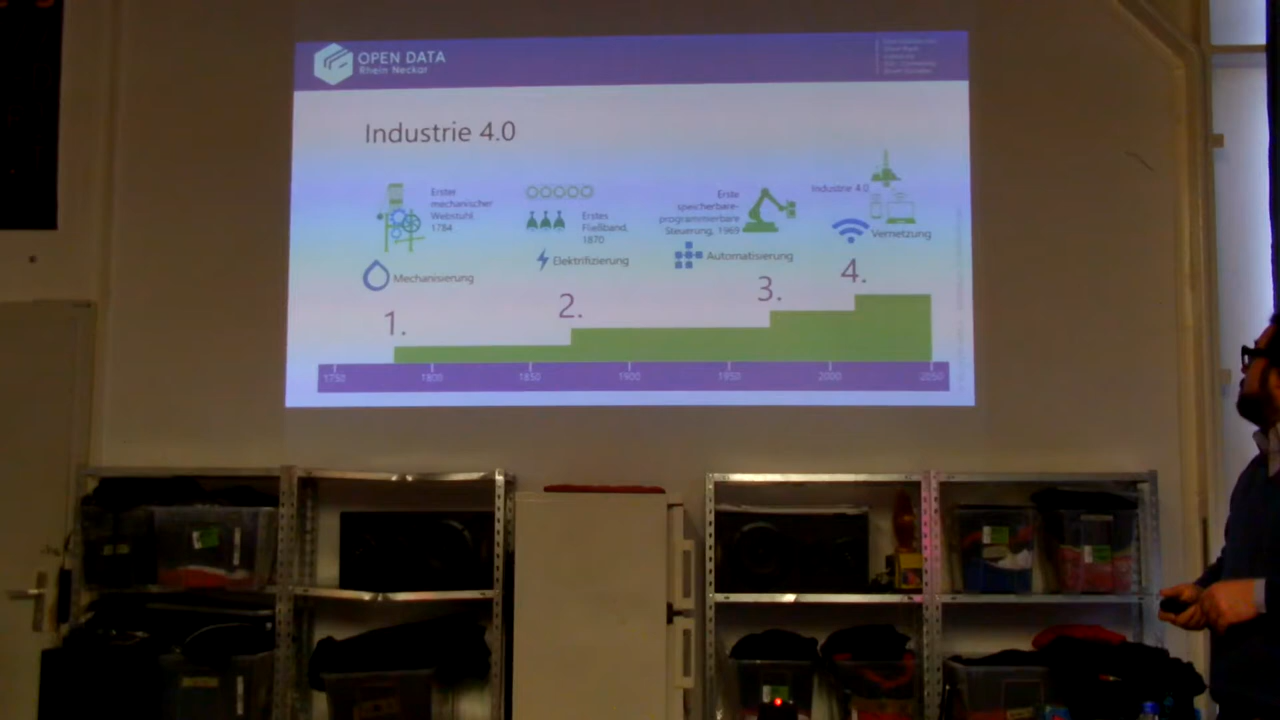 OPEN DATA
Rhein Neckar
Industrie 4.0
Erster
mechanischer
Webstuhl
1784
Mechanisierung
1.
Erstes
Fließband,
1870
Elektrifizierung
2.
Erste
speicherbare-
programmierbare
Steuerung, 1969
Automatisierung
3.
Industrie 4.0
Vernetzung
4.
1750 1800 1850 1900 1950 2000 2050